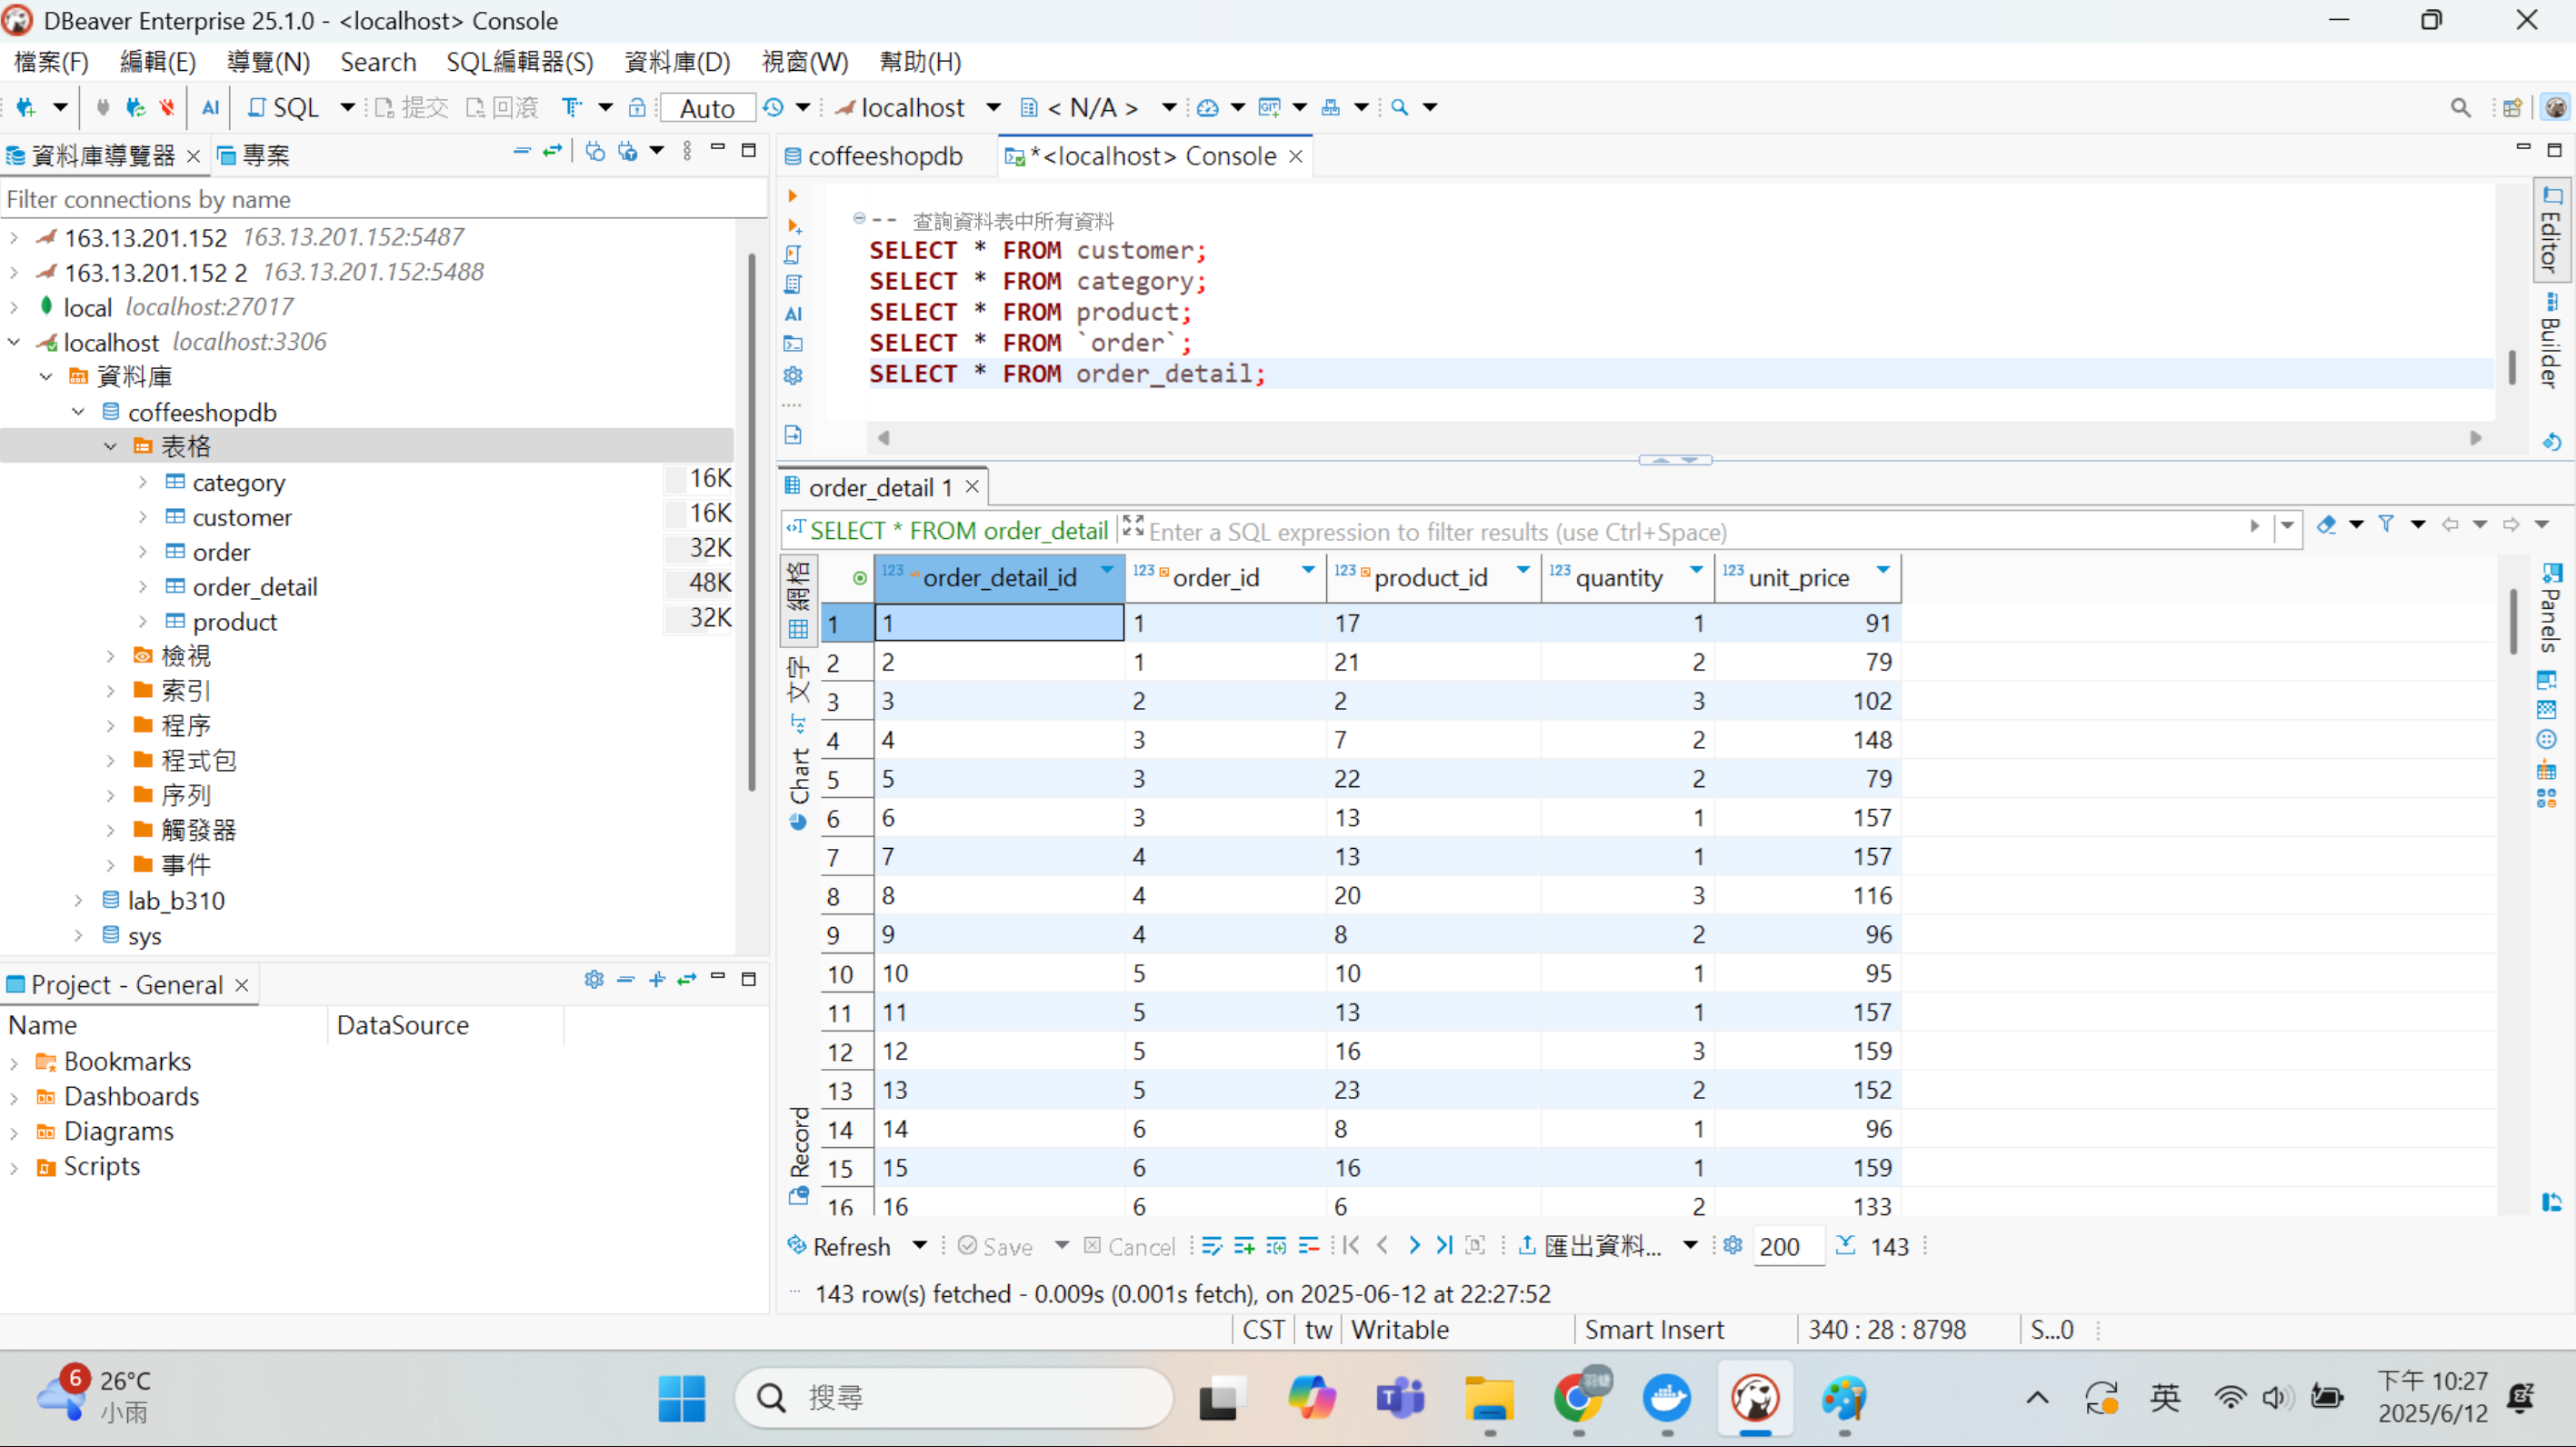 DBeaver Enterprise 25.1.0 - <localhost> Console
檔案(F) 編輯(E) 導覽(N) Search SQL編輯器(S) 資料庫(D) 視窗(W) 幫助(H)
AI SQL 提交 回滾 Auto localhost < N/A > GIT
資料庫導覽器 專案
Filter connections by name
163.13.201.152 163.13.201.152:5487
163.13.201.152 2 163.13.201.152:5488
local localhost:27017
localhost localhost:3306
資料庫
coffeeshopdb
表格
category 16K
customer 16K
order 32K
order_detail 48K
product 32K
檢視
索引
程序
程式包
序列
觸發器
事件
lab_b310
sys
Project - General
Name DataSource
Bookmarks
Dashboards
Diagrams
Scripts
coffeeshopdb *<localhost> Console
-- 查詢資料表中所有資料
SELECT * FROM customer;
SELECT * FROM category;
SELECT * FROM product;
SELECT * FROM `order`;
SELECT * FROM order_detail;
AI
Editor
Builder
order_detail 1
SELECT * FROM order_detail Enter a SQL expression to filter results (use Ctrl+Space)
網格
文字
Chart
Record
Panels
123 order_detail_id 123 order_id 123 product_id 123 quantity 123 unit_price
1 1 1 17 1 91
2 2 1 21 2 79
3 3 2 2 3 102
4 4 3 7 2 148
5 5 3 22 2 79
6 6 3 13 1 157
7 7 4 13 1 157
8 8 4 20 3 116
9 9 4 8 2 96
10 10 5 10 1 95
11 11 5 13 1 157
12 12 5 16 3 159
13 13 5 23 2 152
14 14 6 8 1 96
15 15 6 16 1 159
16 16 6 6 2 133
Refresh Save Cancel 匯出資料... 200 143
143 row(s) fetched - 0.009s (0.001s fetch), on 2025-06-12 at 22:27:52
CST tw Writable Smart Insert 340 : 28 : 8798 S...0
6 26°C
小雨
搜尋
英
下午 10:27
2025/6/12